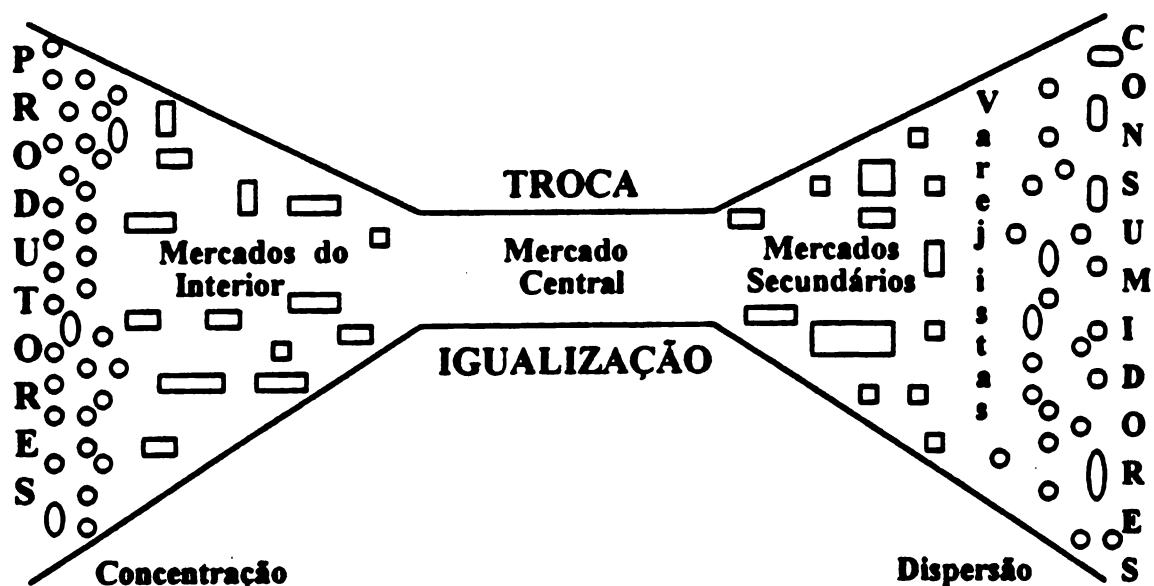 PRODUTORES
Mercados do
Interior
Concentração
TROCA
Mercado
Central
IGUALIZAÇÃO
Mercados
Secundários
Varejistas
Dispersão
CONSUMIDORES